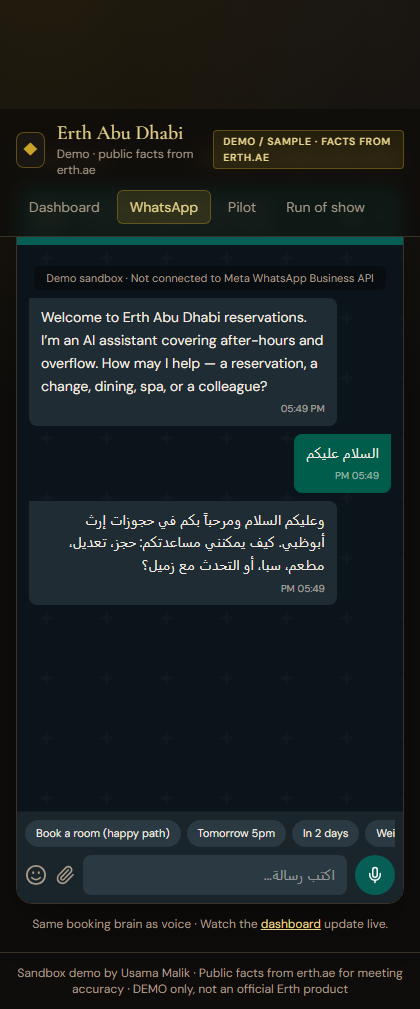 Erth Abu Dhabi
Demo · public facts from
erth.ae
DEMO / SAMPLE · FACTS FROM
ERTH.AE
Dashboard
WhatsApp
Pilot
Run of show
Demo sandbox · Not connected to Meta WhatsApp Business API
Welcome to Erth Abu Dhabi reservations.
I'm an AI assistant covering after-hours and
overflow. How may I help — a reservation, a
change, dining, spa, or a colleague?
05:49 PM
السلام عليكم
PM 05:49
وعليكم السلام ومرحباً بكم في حجوزات إرث
أبوظبي. كيف يمكنني مساعدتكم: حجز، تعديل،
مطعم، سبا، أو التحدث مع زميل؟
PM 05:49
Book a room (happy path)
Tomorrow 5pm
In 2 days
Wei
اكتب رسالة...
Same booking brain as voice · Watch the dashboard update live.
Sandbox demo by Usama Malik · Public facts from erth.ae for meeting
accuracy · DEMO only, not an official Erth product